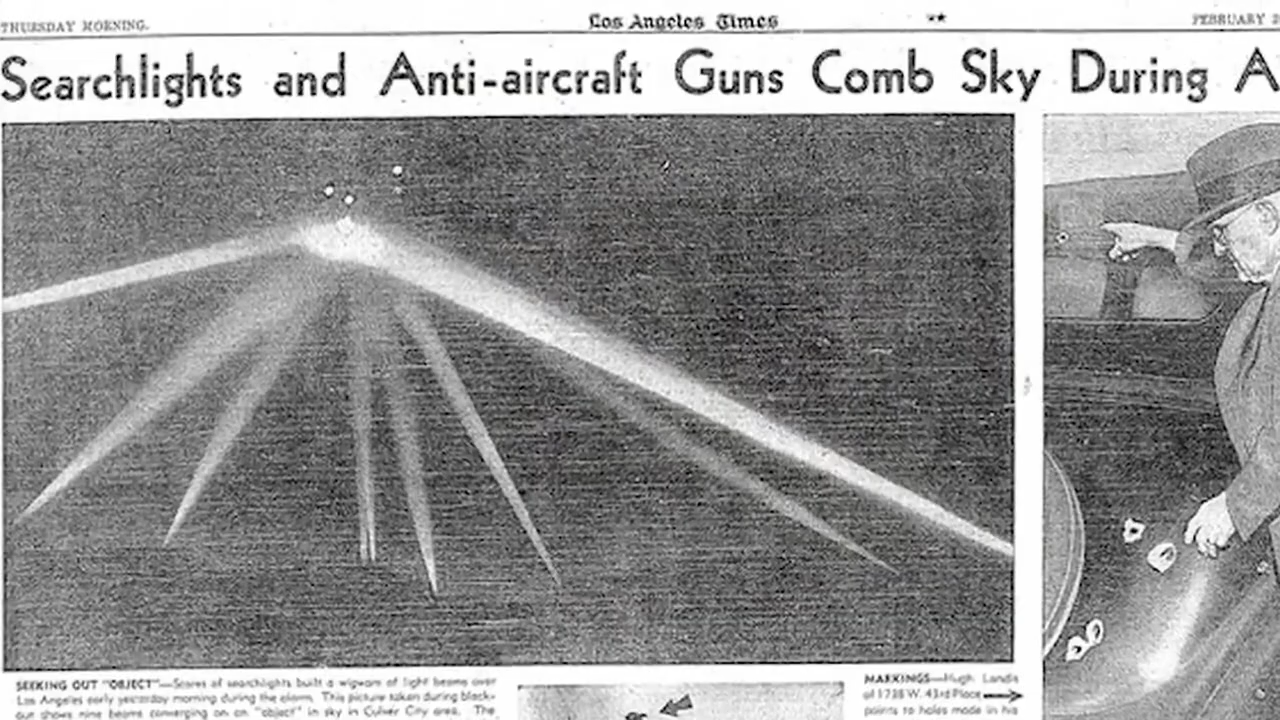 THURSDAY MORNING.
Los Angeles Times
★★
FEBRUARY 2
Searchlights and Anti-aircraft Guns Comb Sky During A
SEEKING OUT "OBJECT"—Scores of searchlights built a wigwam of light beams over
Los Angeles early yesterday morning during the alarm. This picture taken during black-
out shows nine beams converging on an "object" in sky in Culver City area. The
MARKINGS—Hugh Landis
of 1738 W. 43rd Place
points to holes made in his